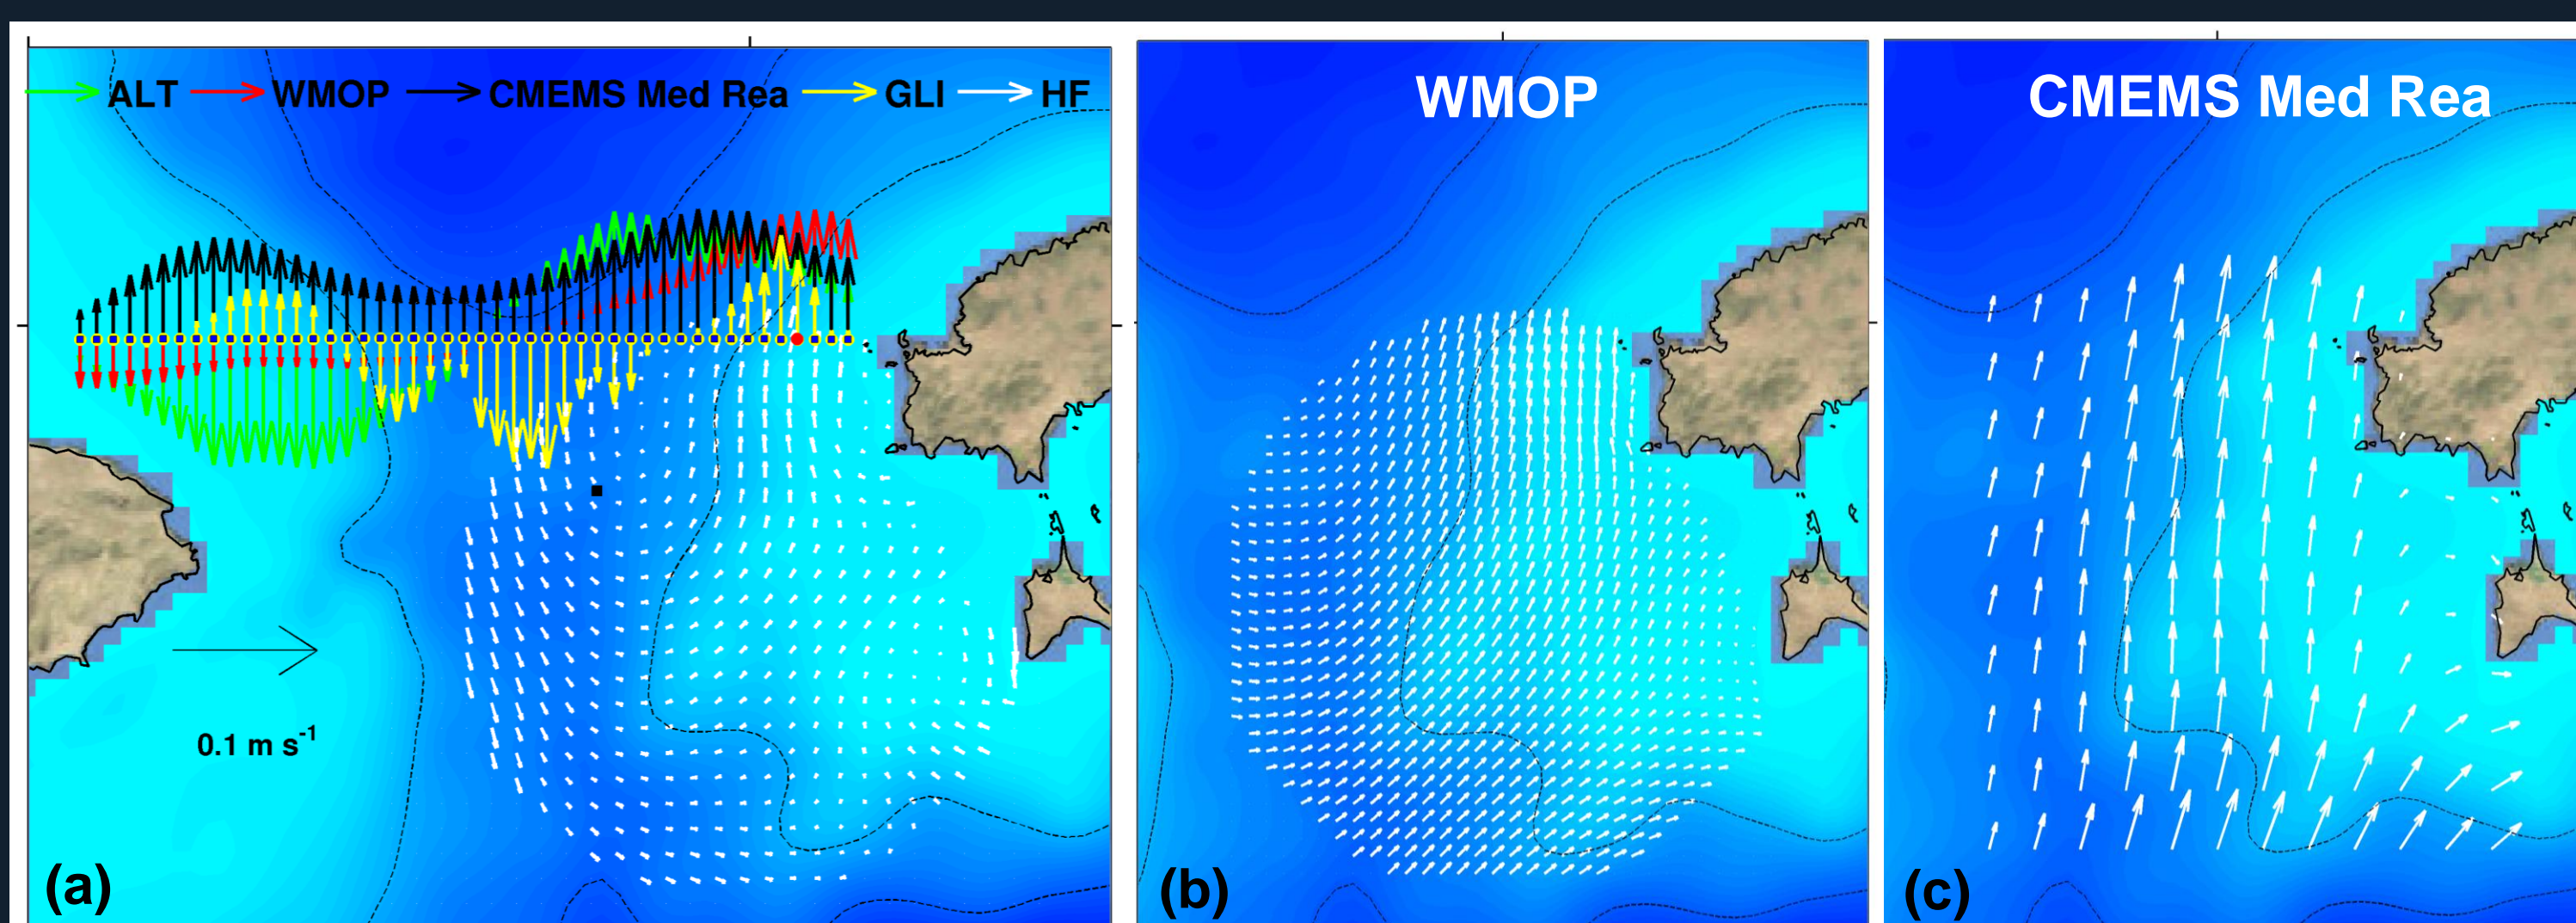 ALT WMOP CMEMS Med Rea GLI HF
0.1 m s-1
(a)
WMOP
(b)
CMEMS Med Rea
(c)